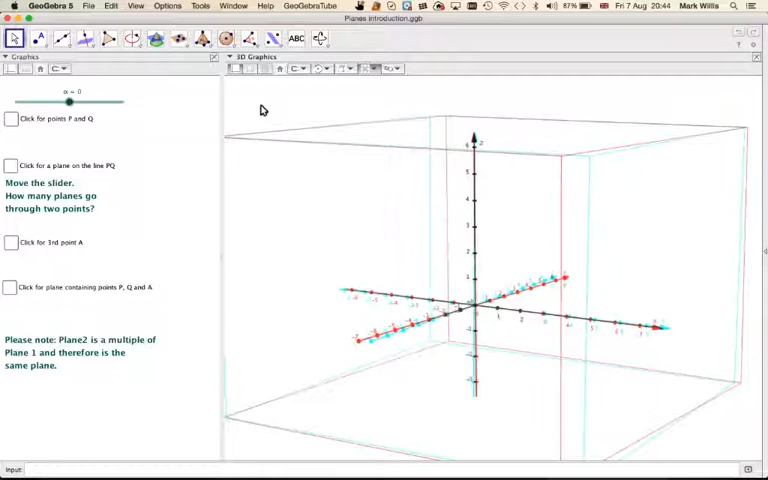 GeoGebra 5 File Edit View Options Tools Window GeoGebraTube 87% Fri 7 Aug 20:44 Mark Willis
Planes introduction.ggb
ABC
Graphics
3D Graphics
α = 0
Click for points P and Q
Click for a plane on the line PQ
Move the slider.
How many planes go
through two points?
Click for 3rd point A
Click for plane containing points P, Q and A
Please note: Plane2 is a multiple of
Plane 1 and therefore is the
same plane.
Input: